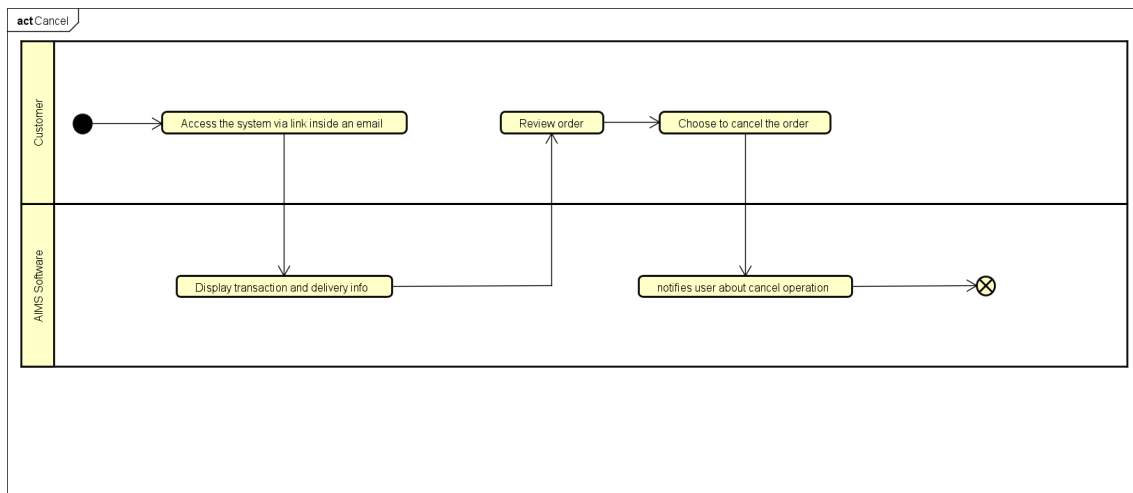 act Cancel
Customer
Access the system via link inside an email
Review order
Choose to cancel the order
AIMS Software
Display transaction and delivery info
notifies user about cancel operation